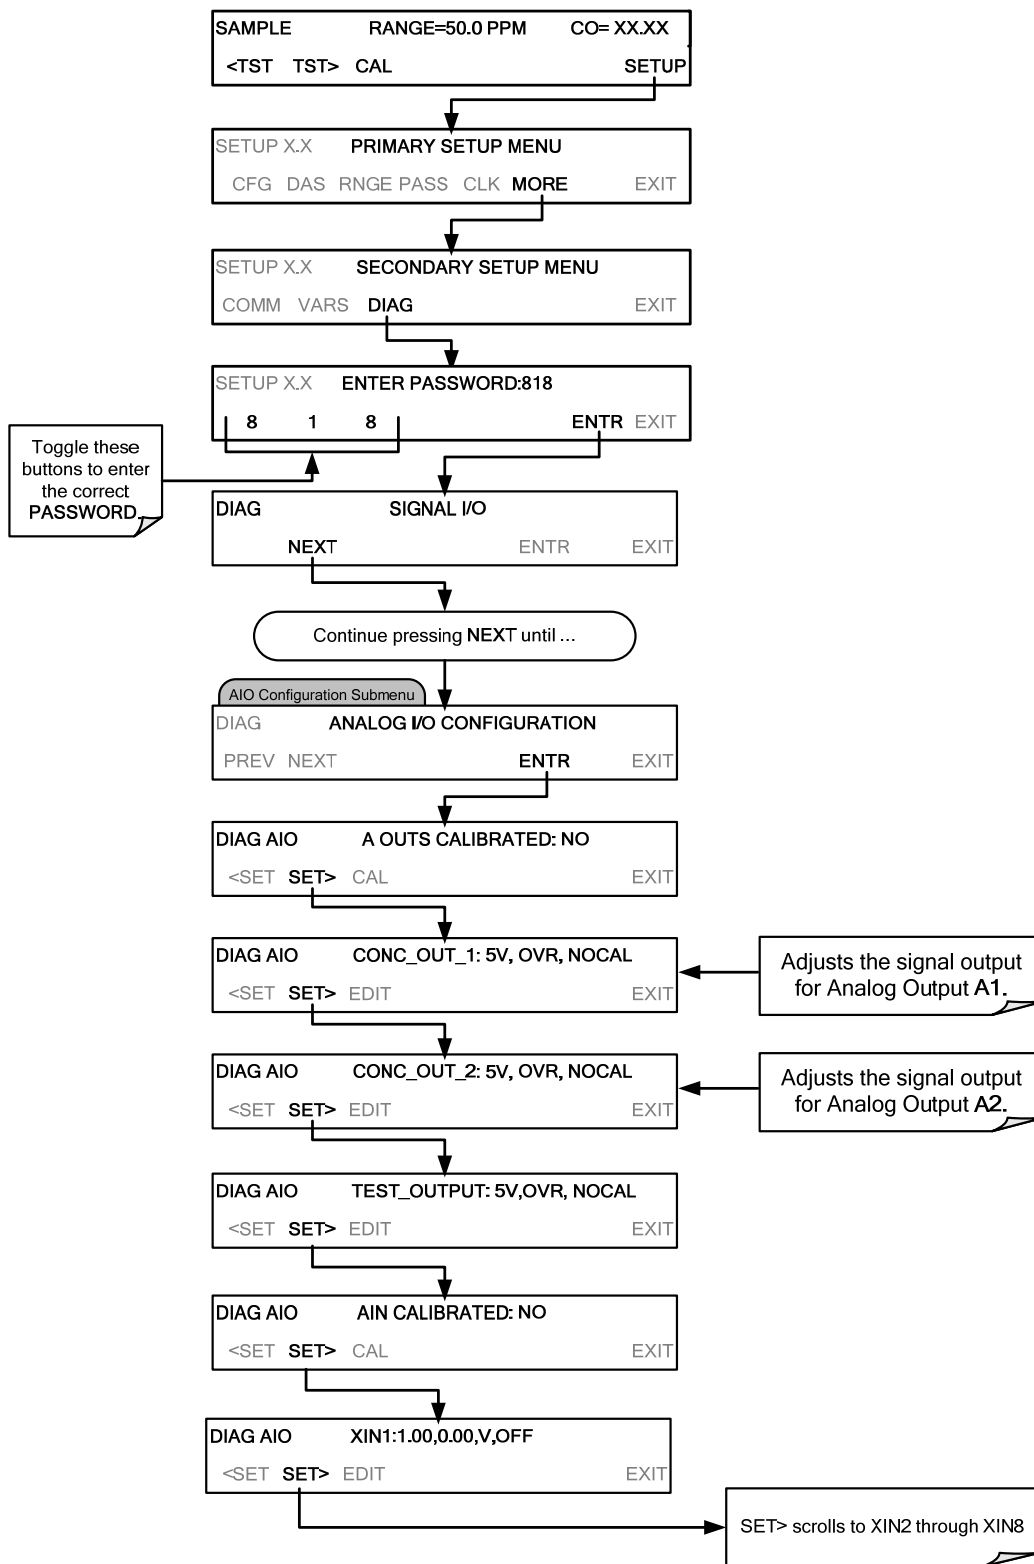 SAMPLE RANGE=50.0 PPM CO= XX.XX
<TST TST> CAL SETUP
SETUP X.X PRIMARY SETUP MENU
CFG DAS RNGE PASS CLK MORE EXIT
SETUP X.X SECONDARY SETUP MENU
COMM VARS DIAG EXIT
SETUP X.X ENTER PASSWORD:818
8 1 8 ENTR EXIT
Toggle these
buttons to enter
the correct
PASSWORD.
DIAG SIGNAL I/O
NEXT ENTR EXIT
Continue pressing NEXT until ...
AIO Configuration Submenu
DIAG ANALOG I/O CONFIGURATION
PREV NEXT ENTR EXIT
DIAG AIO A OUTS CALIBRATED: NO
<SET SET> CAL EXIT
DIAG AIO CONC_OUT_1: 5V, OVR, NOCAL
<SET SET> EDIT EXIT
Adjusts the signal output
for Analog Output A1.
DIAG AIO CONC_OUT_2: 5V, OVR, NOCAL
<SET SET> EDIT EXIT
Adjusts the signal output
for Analog Output A2.
DIAG AIO TEST_OUTPUT: 5V,OVR, NOCAL
<SET SET> EDIT EXIT
DIAG AIO AIN CALIBRATED: NO
<SET SET> CAL EXIT
DIAG AIO XIN1:1.00,0.00,V,OFF
<SET SET> EDIT EXIT
SET> scrolls to XIN2 through XIN8